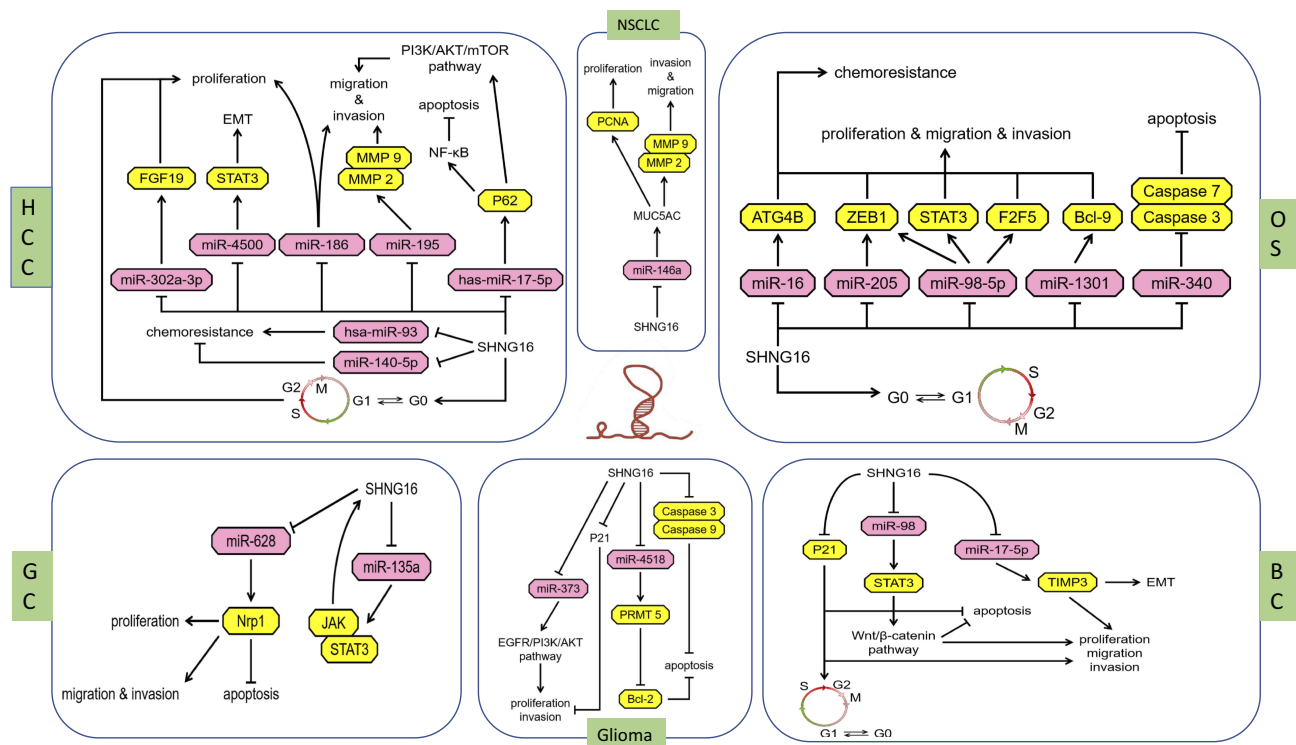 HCC
PI3K/AKT/mTOR
pathway
proliferation
migration
&
invasion
apoptosis
EMT
NF-κB
MMP 9
MMP 2
FGF19
STAT3
P62
miR-4500
miR-186
miR-195
miR-302a-3p
has-miR-17-5p
chemoresistance
hsa-miR-93
SHNG16
miR-140-5p
G2
M
S
G1
G0
NSCLC
proliferation
invasion
&
migration
PCNA
MMP 9
MMP 2
MUC5AC
miR-146a
SHNG16
OS
chemoresistance
proliferation & migration & invasion
apoptosis
Caspase 7
Caspase 3
ATG4B
ZEB1
STAT3
F2F5
Bcl-9
miR-16
miR-205
miR-98-5p
miR-1301
miR-340
SHNG16
G0
G1
S
G2
M
GC
SHNG16
miR-628
miR-135a
Nrp1
JAK
STAT3
proliferation
migration & invasion
apoptosis
SHNG16
Caspase 3
Caspase 9
P21
miR-4518
miR-373
PRMT 5
EGFR/PI3K/AKT
pathway
apoptosis
Bcl-2
proliferation
invasion
Glioma
BC
SHNG16
miR-98
P21
miR-17-5p
STAT3
TIMP3
EMT
apoptosis
Wnt/β-catenin
pathway
proliferation
migration
invasion
S
G2
M
G1
G0